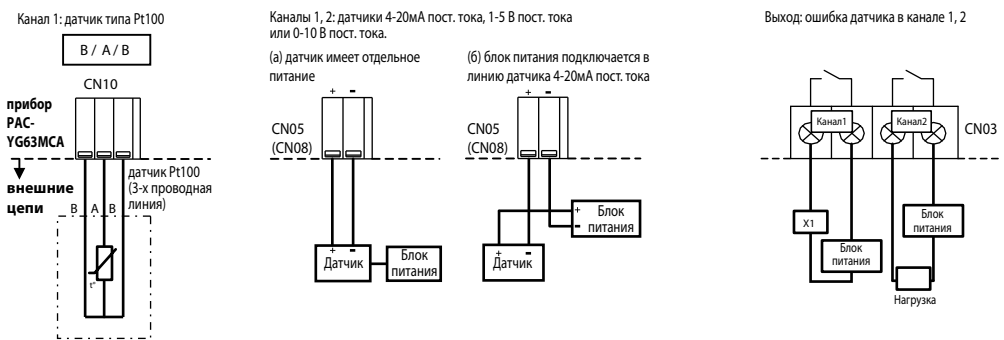 Канал 1: датчик типа Pt100
B / A / B
CN10
прибор
PAC-
YG63MCA
внешние
цепи
датчик Pt100
(3-х проводная
линия)
B A B
t°
Каналы 1, 2: датчики 4-20мА пост. тока, 1-5 В пост. тока
или 0-10 В пост. тока.
(а) датчик имеет отдельное
питание
+ -
CN05
(CN08)
+ -
Датчик
Блок
питания
(б) блок питания подключается в
линию датчика 4-20мА пост. тока
+ -
CN05
(CN08)
+
-
Блок
питания
+ -
Датчик
Выход: ошибка датчика в канале 1, 2
Канал1
Канал2
CN03
X1
Блок
питания
Блок
питания
Нагрузка